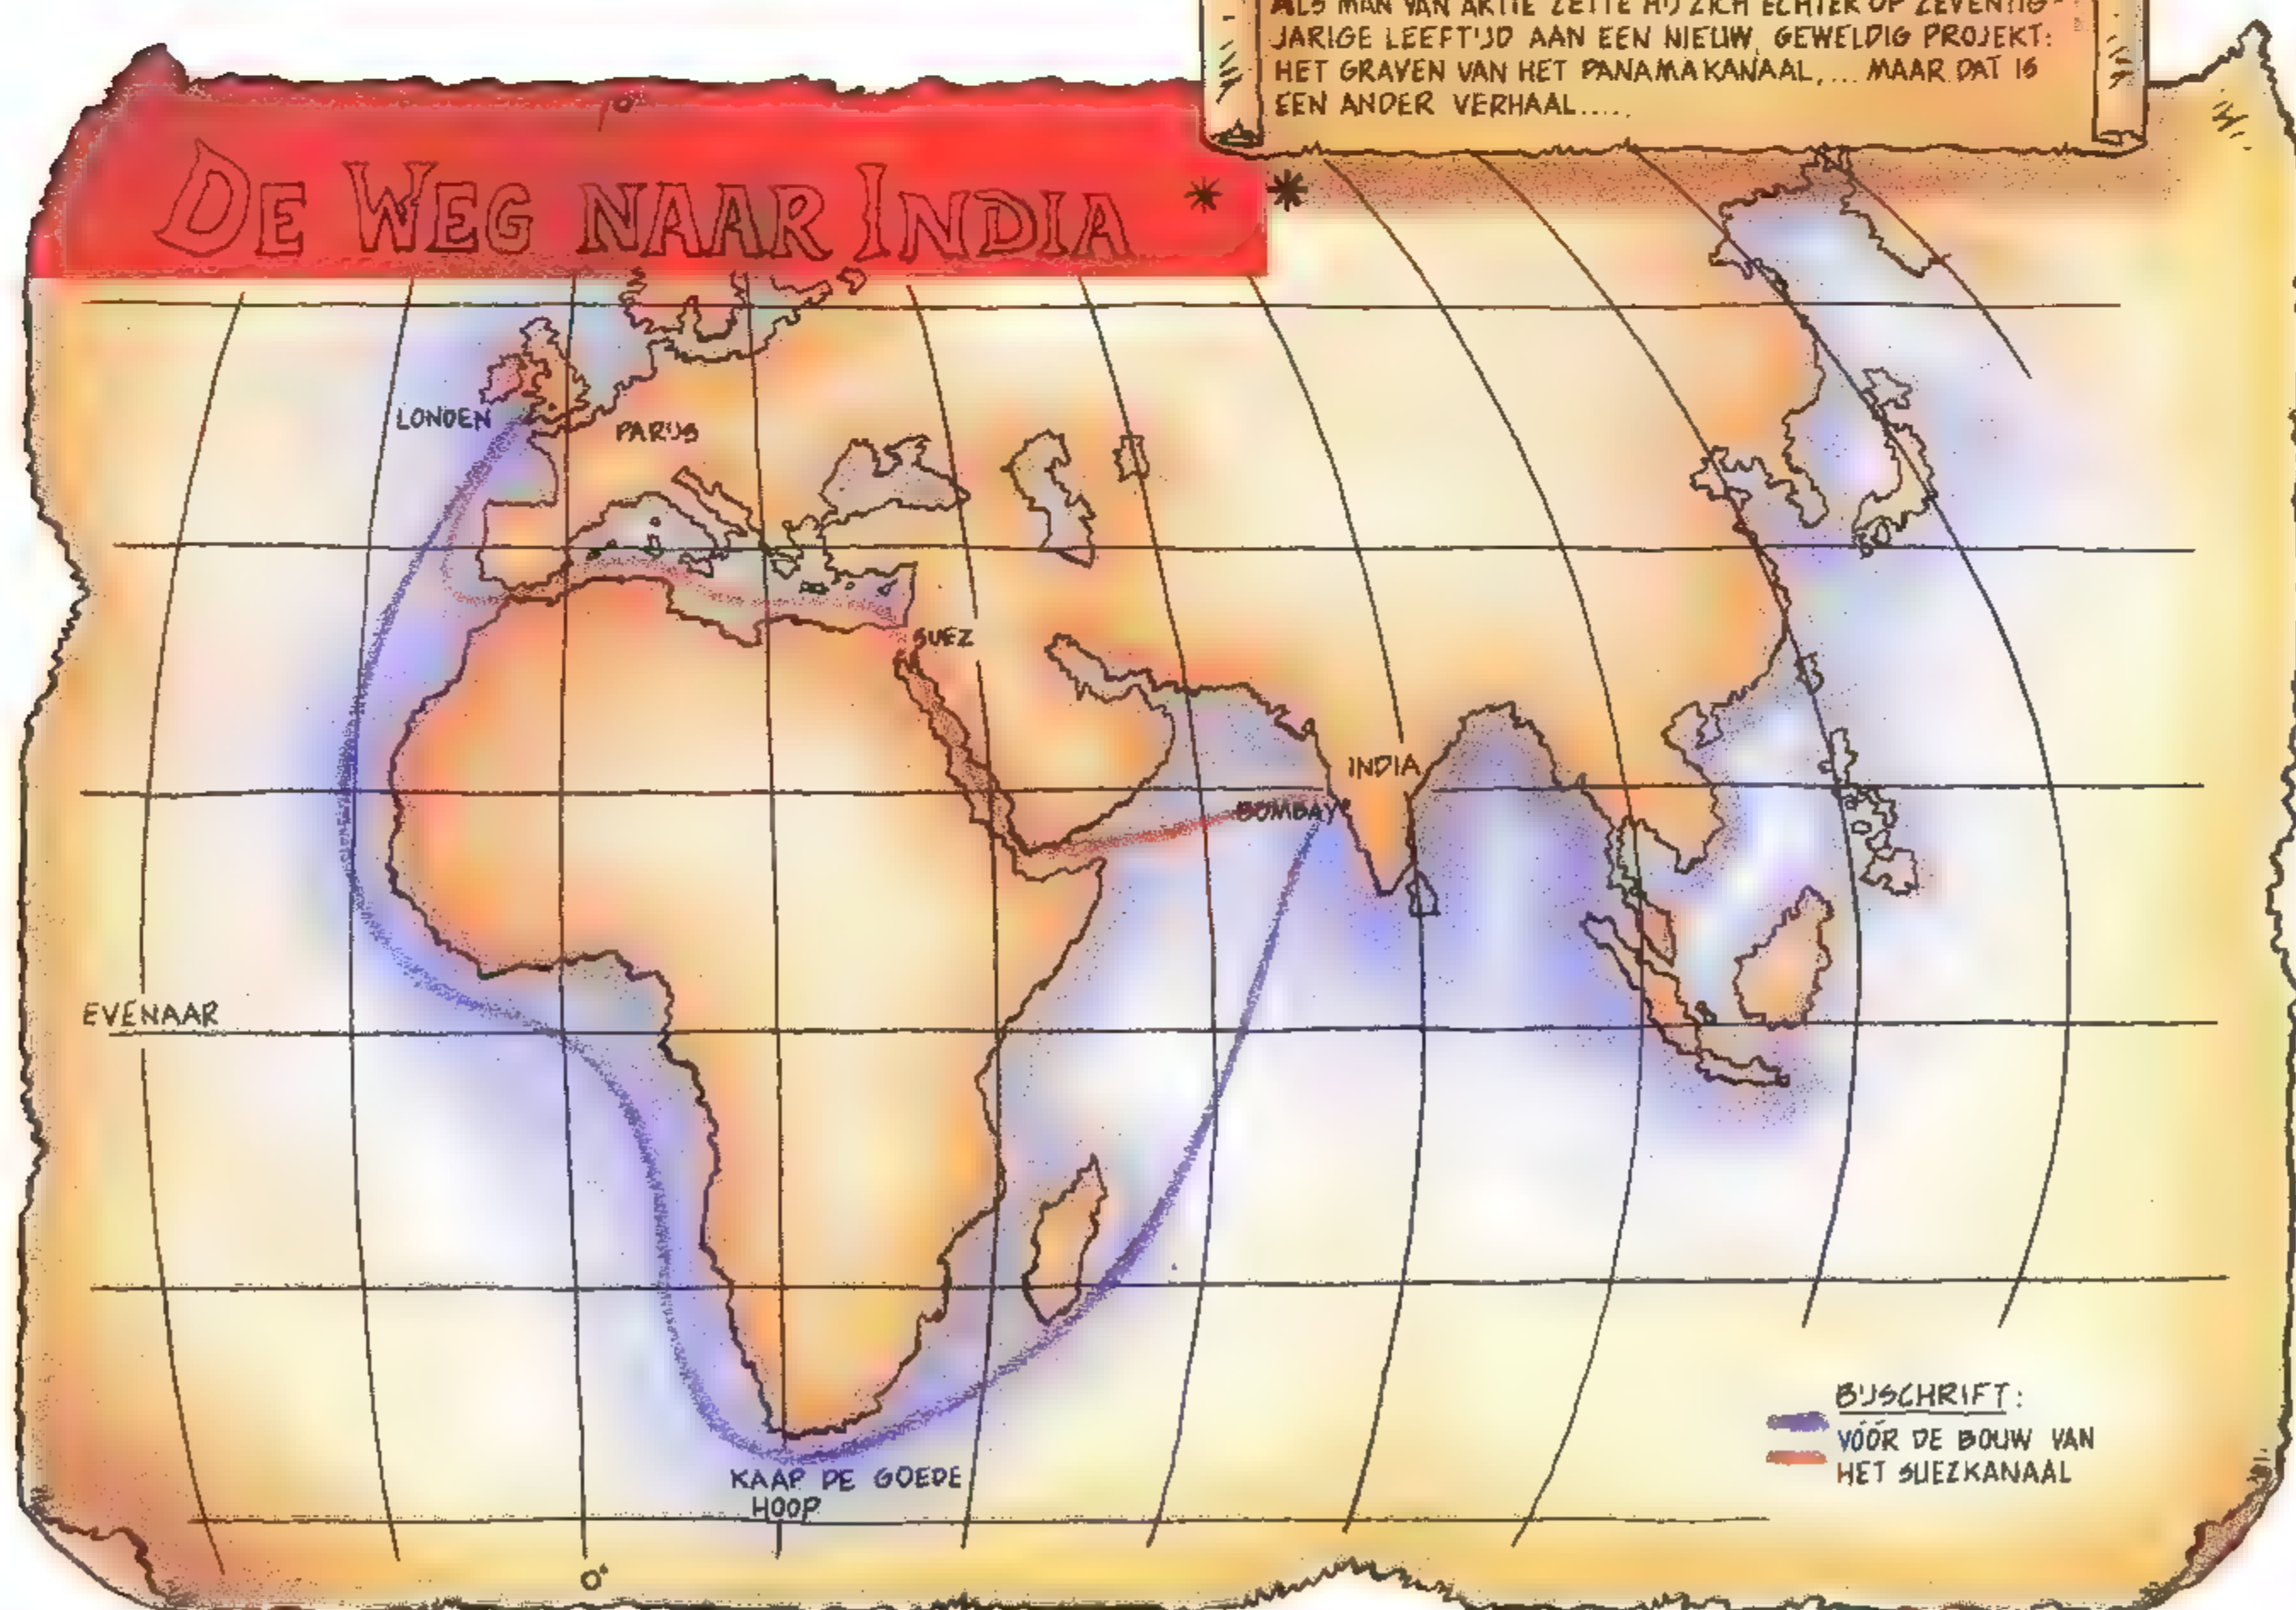 ALS MAN VAN AKTIE ZETTE HIJ ZICH ECHTER OP ZEVENTIG-
JARIGE LEEFTIJD AAN EEN NIEUW, GEWELDIG PROJEKT:
HET GRAVEN VAN HET PANAMAKANAAL,... MAAR DAT IS
EEN ANDER VERHAAL.....
0°
DE WEG NAAR INDIA * *
LONDEN
PARIJS
SUEZ
INDIA
BOMBAY
EVENAAR
BIJSCHRIFT:
VÓÓR DE BOUW VAN
HET SUEZKANAAL
KAAP DE GOEDE
HOOP
0°